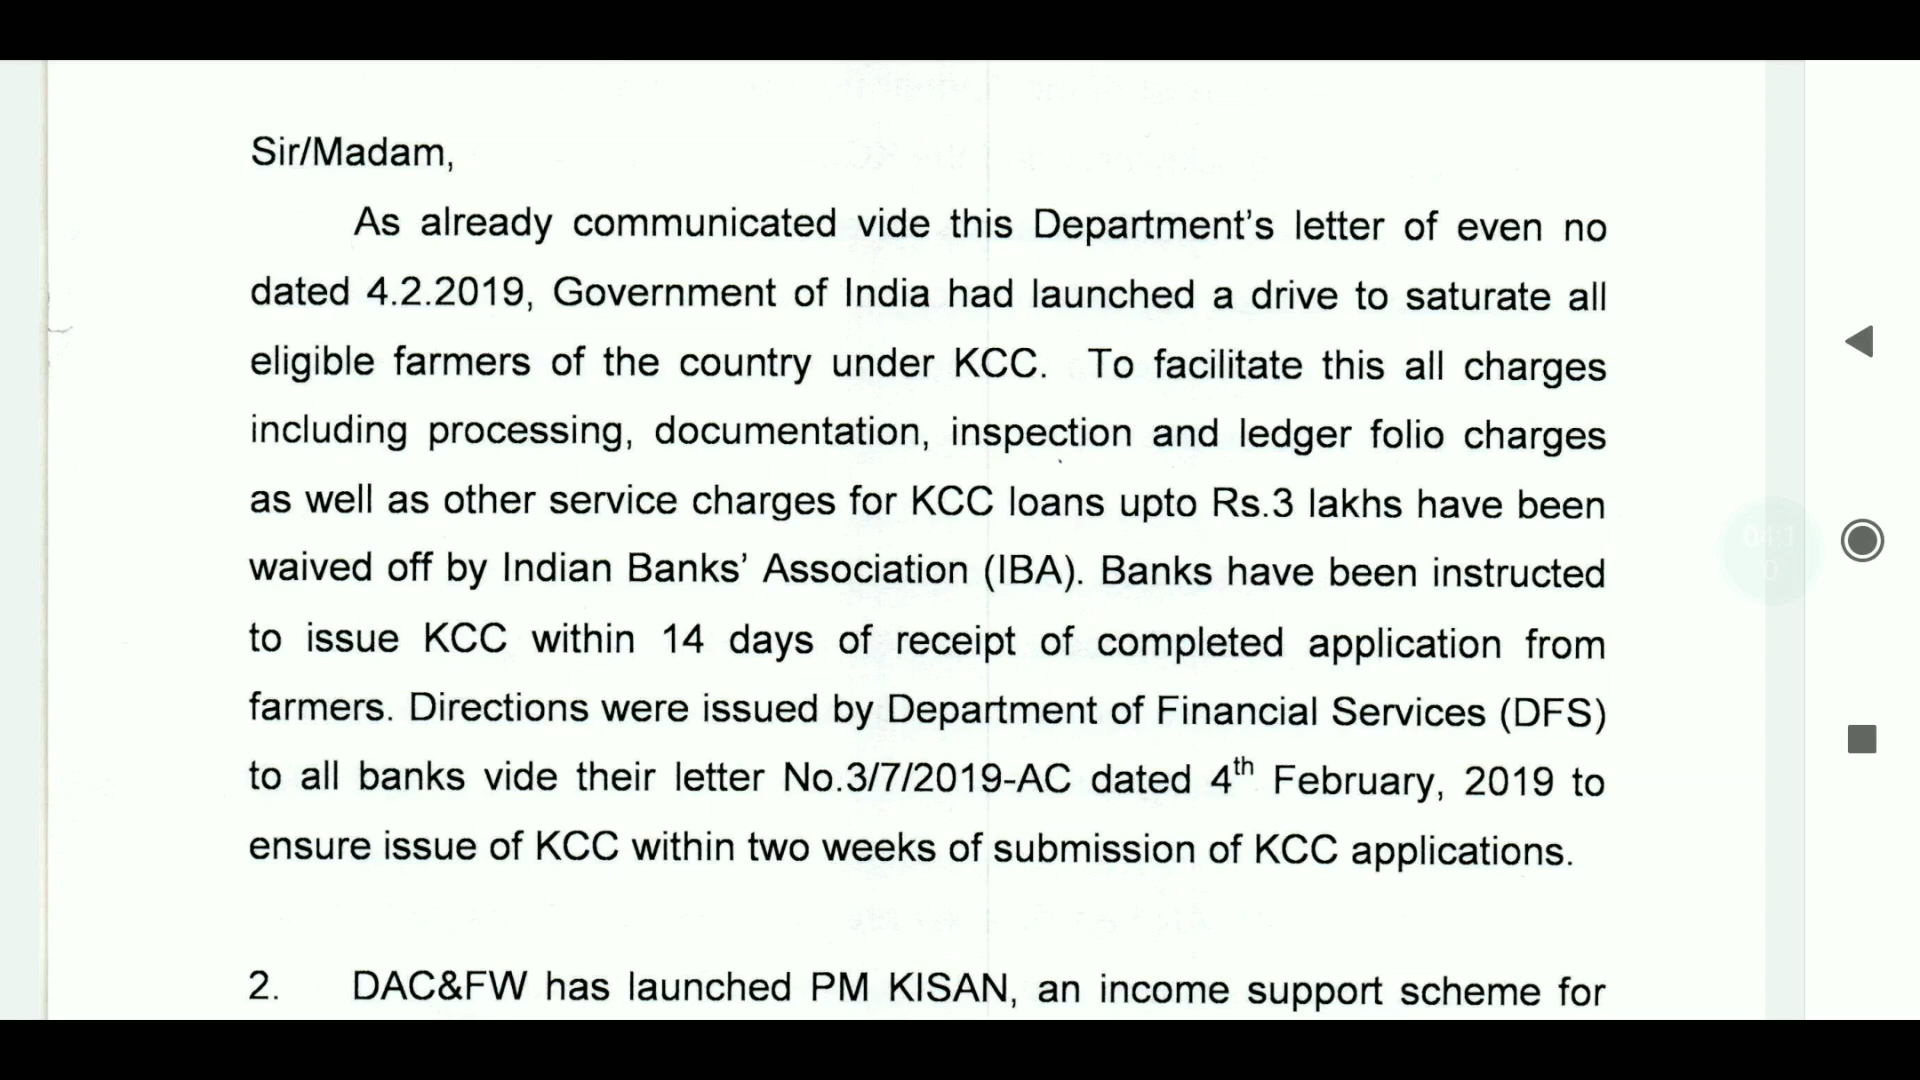 Sir/Madam,
As already communicated vide this Department's letter of even no
dated 4.2.2019, Government of India had launched a drive to saturate all
eligible farmers of the country under KCC. To facilitate this all charges
including processing, documentation, inspection and ledger folio charges
as well as other service charges for KCC loans upto Rs.3 lakhs have been
waived off by Indian Banks' Association (IBA). Banks have been instructed
to issue KCC within 14 days of receipt of completed application from
farmers. Directions were issued by Department of Financial Services (DFS)
to all banks vide their letter No.3/7/2019-AC dated 4th February, 2019 to
ensure issue of KCC within two weeks of submission of KCC applications.
2. DAC&FW has launched PM KISAN, an income support scheme for
04:1
0